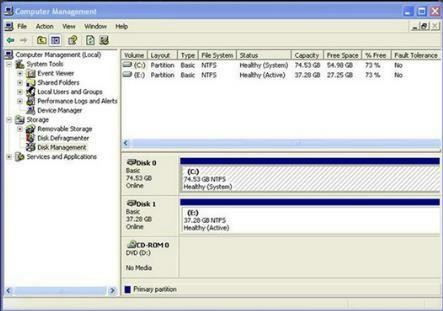 Computer Management
File Action View Window Help
Computer Management (Local)
System Tools
Event Viewer
Shared Folders
Local Users and Groups
Performance Logs and Alerts
Device Manager
Storage
Removable Storage
Disk Defragmenter
Disk Management
Services and Applications
Volume Layout Type File System Status Capacity Free Space % Free Fault Tolerance
(C:) Partition Basic NTFS Healthy (System) 74.53 GB 54.98 GB 73 % No
(E:) Partition Basic NTFS Healthy (Active) 37.28 GB 27.25 GB 73 % No
Disk 0
Basic
74.53 GB
Online
(C:)
74.53 GB NTFS
Healthy (System)
Disk 1
Basic
37.28 GB
Online
(E:)
37.28 GB NTFS
Healthy (Active)
CD-ROM 0
DVD (D:)
No Media
Primary partition